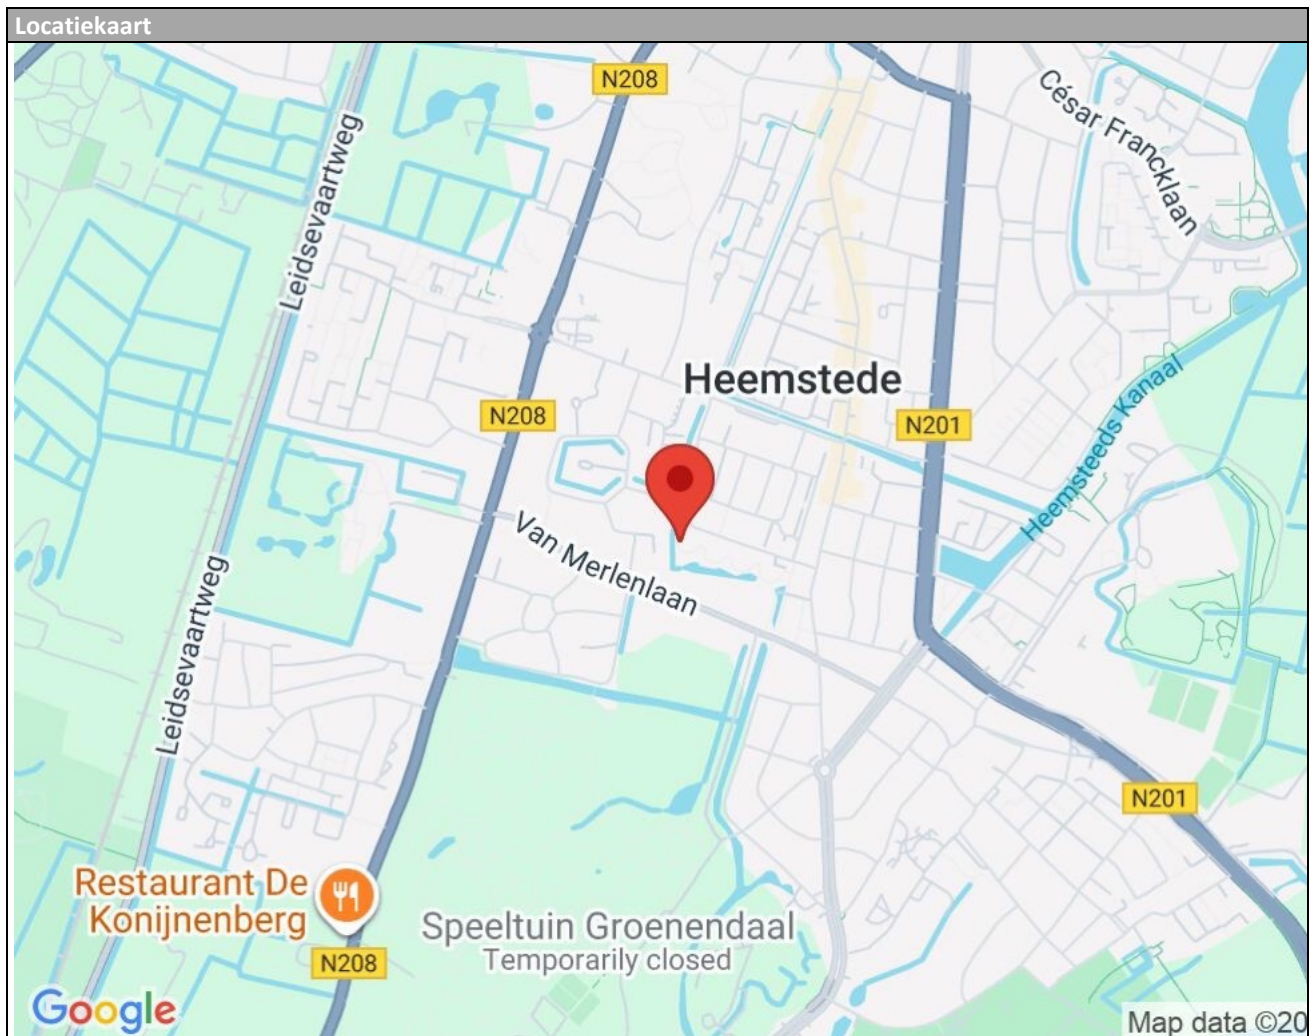 Locatiekaart
N208
César Francklaan
Leidsevaartweg
Heemstede
N208
N201
Heemsteeds Kanaal
Van Merlenlaan
Leidsevaartweg
N201
Restaurant De
Konijnenberg
Speeltuin Groenendaal
Temporarily closed
N208
Google
Map data ©20